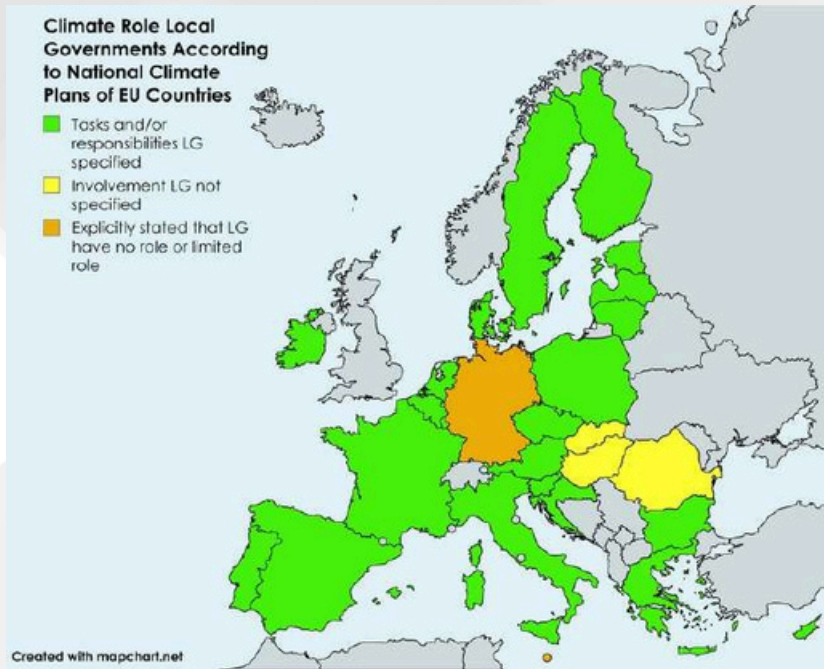 Climate Role Local
Governments According
to National Climate
Plans of EU Countries
Tasks and/or
responsibilities LG
specified
Involvement LG not
specified
Explicitly stated that LG
have no role or limited
role
Created with mapchart.net